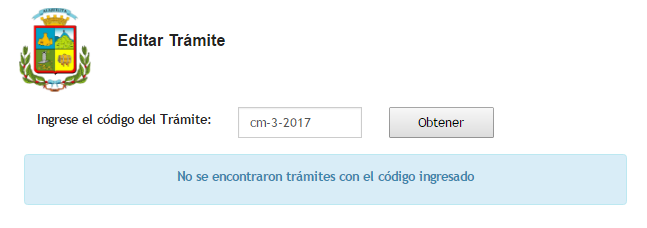 Editar Trámite
Ingrese el código del Trámite: cm-3-2017 Obtener
No se encontraron trámites con el código ingresado